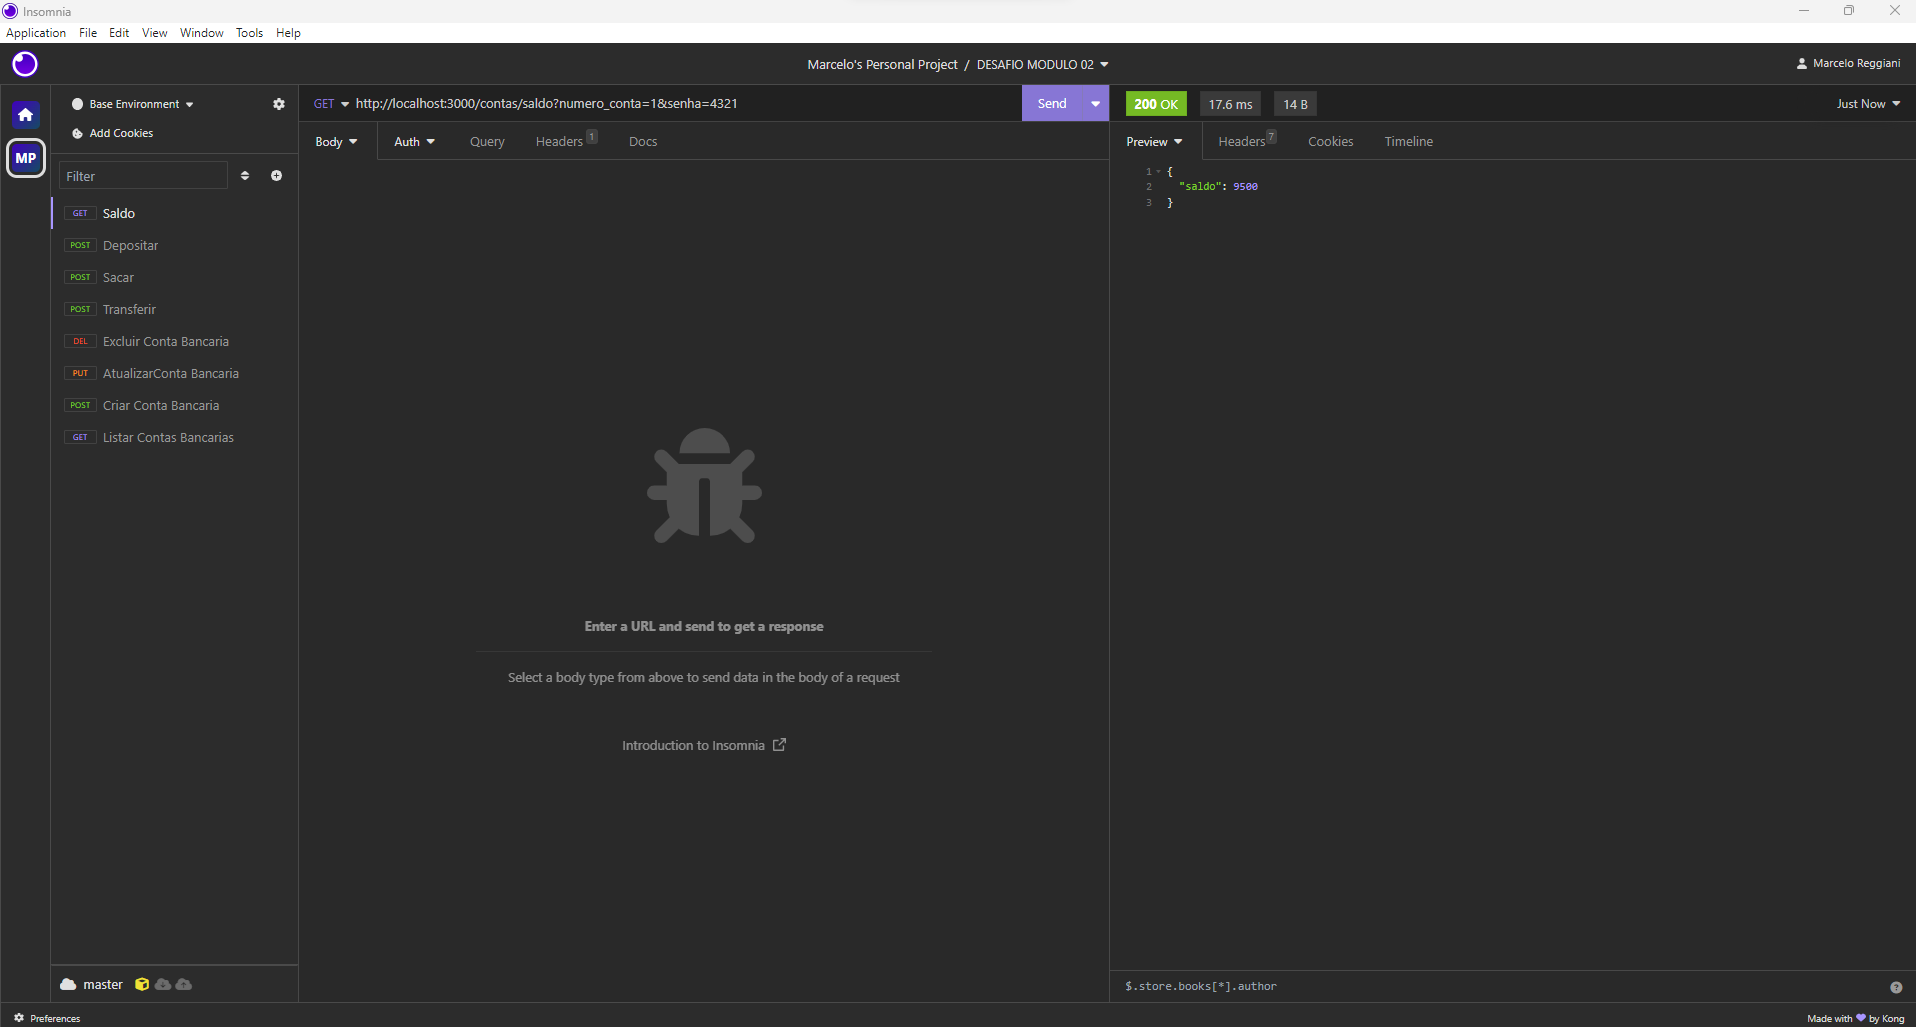 Insomnia
Application File Edit View Window Tools Help
Marcelo's Personal Project / DESAFIO MODULO 02
Marcelo Reggiani
MP
Base Environment
Add Cookies
Filter
GET Saldo
POST Depositar
POST Sacar
POST Transferir
DEL Excluir Conta Bancaria
PUT AtualizarConta Bancaria
POST Criar Conta Bancaria
GET Listar Contas Bancarias
master
GET http://localhost:3000/contas/saldo?numero_conta=1&senha=4321 Send
Body Auth Query Headers 1 Docs
Enter a URL and send to get a response
Select a body type from above to send data in the body of a request
Introduction to Insomnia
200 OK 17.6 ms 14 B Just Now
Preview Headers 7 Cookies Timeline
1 {
2 "saldo": 9500
3 }
$.store.books[*].author
?
Preferences
Made with by Kong